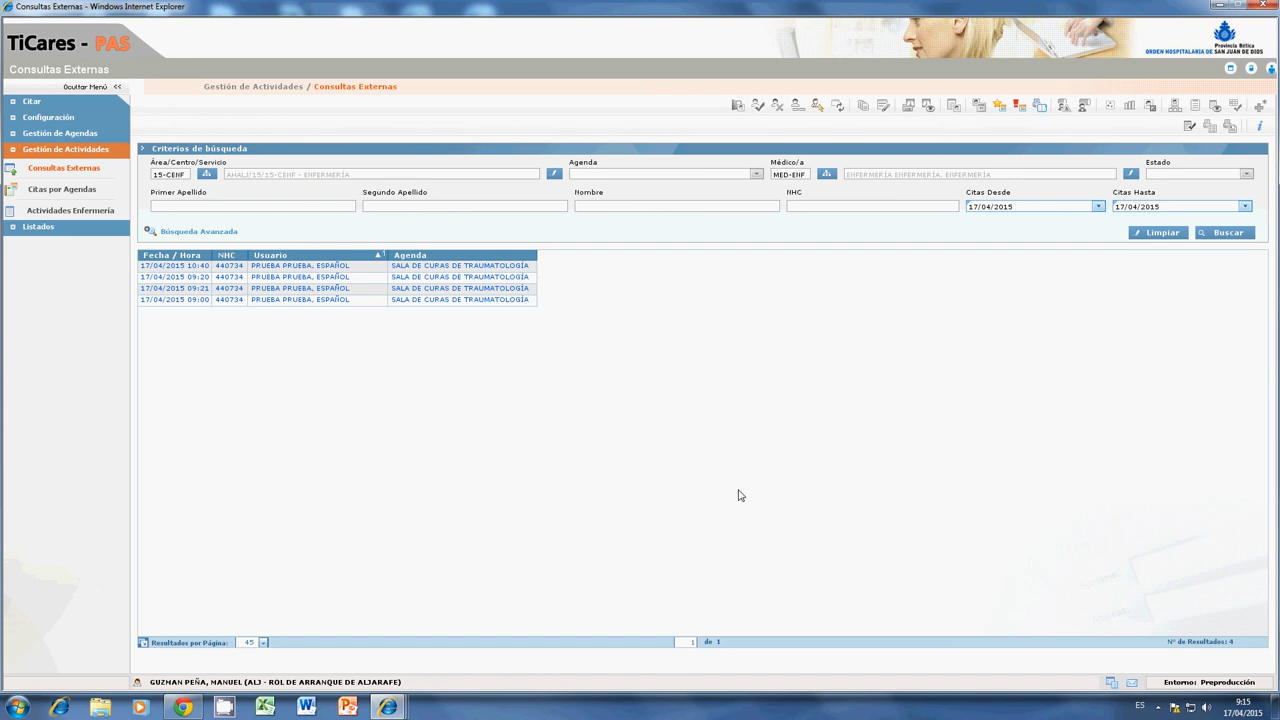 Consultas Externas - Windows Internet Explorer
TiCares - PAS
Provincia Bética
ORDEN HOSPITALARIA DE SAN JUAN DE DIOS
Consultas Externas
Ocultar Menú <<
Gestión de Actividades / Consultas Externas
Citar
Configuración
Gestión de Agendas
Gestión de Actividades
Consultas Externas
Citas por Agendas
Actividades Enfermería
Listados
Criterios de búsqueda
Área/Centro/Servicio Agenda Médico/a Estado
15-CENF AHALJ/15/15-CENF - ENFERMERÍA MED-ENF ENFERMERÍA ENFERMERÍA, ENFERMERÍA
Primer Apellido Segundo Apellido Nombre NHC Citas Desde Citas Hasta
17/04/2015 17/04/2015
Búsqueda Avanzada Limpiar Buscar
Fecha / Hora NHC Usuario 1 Agenda
17/04/2015 10:40 440734 PRUEBA PRUEBA, ESPAÑOL SALA DE CURAS DE TRAUMATOLOGÍA
17/04/2015 09:20 440734 PRUEBA PRUEBA, ESPAÑOL SALA DE CURAS DE TRAUMATOLOGÍA
17/04/2015 09:21 440734 PRUEBA PRUEBA, ESPAÑOL SALA DE CURAS DE TRAUMATOLOGÍA
17/04/2015 09:00 440734 PRUEBA PRUEBA, ESPAÑOL SALA DE CURAS DE TRAUMATOLOGÍA
Resultados por Página: 45 1 de 1 Nº de Resultados: 4
GUZMAN PEÑA, MANUEL (ALJ - ROL DE ARRANQUE DE ALJARAFE) Entorno: Preproducción
ES 9:15
17/04/2015